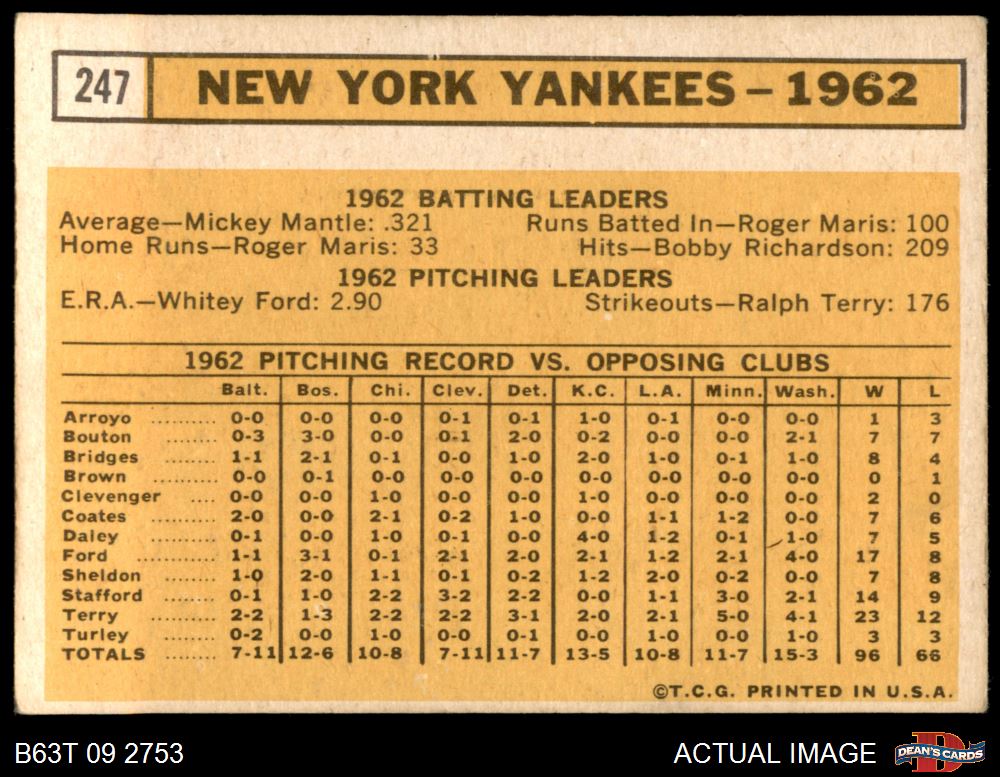 247 NEW YORK YANKEES – 1962
1962 BATTING LEADERS
Average—Mickey Mantle: .321 Runs Batted In—Roger Maris: 100
Home Runs—Roger Maris: 33 Hits—Bobby Richardson: 209
1962 PITCHING LEADERS
E.R.A.—Whitey Ford: 2.90 Strikeouts—Ralph Terry: 176
1962 PITCHING RECORD VS. OPPOSING CLUBS
Balt. Bos. Chi. Clev. Det. K.C. L.A. Minn. Wash. W L
Arroyo .......... 0-0 0-0 0-0 0-1 0-1 1-0 0-1 0-0 0-0 1 3
Bouton ........ 0-3 3-0 0-0 0-1 2-0 0-2 0-0 0-0 2-1 7 7
Bridges ........ 1-1 2-1 0-1 0-0 1-0 2-0 1-0 0-1 1-0 8 4
Brown .......... 0-0 0-1 0-0 0-0 0-0 0-0 0-0 0-0 0-0 0 1
Clevenger .... 0-0 0-0 1-0 0-0 0-0 1-0 0-0 0-0 0-0 2 0
Coates .......... 2-0 0-0 2-1 0-2 1-0 0-0 1-1 1-2 0-0 7 6
Daley .......... 0-1 0-0 1-0 0-1 0-0 4-0 1-2 0-1 1-0 7 5
Ford ............ 1-1 3-1 0-1 2-1 2-0 2-1 1-2 2-1 4-0 17 8
Sheldon ........ 1-0 2-0 1-1 0-1 0-2 1-2 2-0 0-2 0-0 7 8
Stafford ........ 0-1 1-0 2-2 3-2 2-2 0-0 1-1 3-0 2-1 14 9
Terry .......... 2-2 1-3 2-2 2-2 3-1 2-0 2-1 5-0 4-1 23 12
Turley .......... 0-2 0-0 1-0 0-0 0-1 0-0 1-0 0-0 1-0 3 3
TOTALS ........ 7-11 12-6 10-8 7-11 11-7 13-5 10-8 11-7 15-3 96 66
©T.C.G. PRINTED IN U.S.A.
B63T 09 2753 ACTUAL IMAGE D DEAN'S CARDS